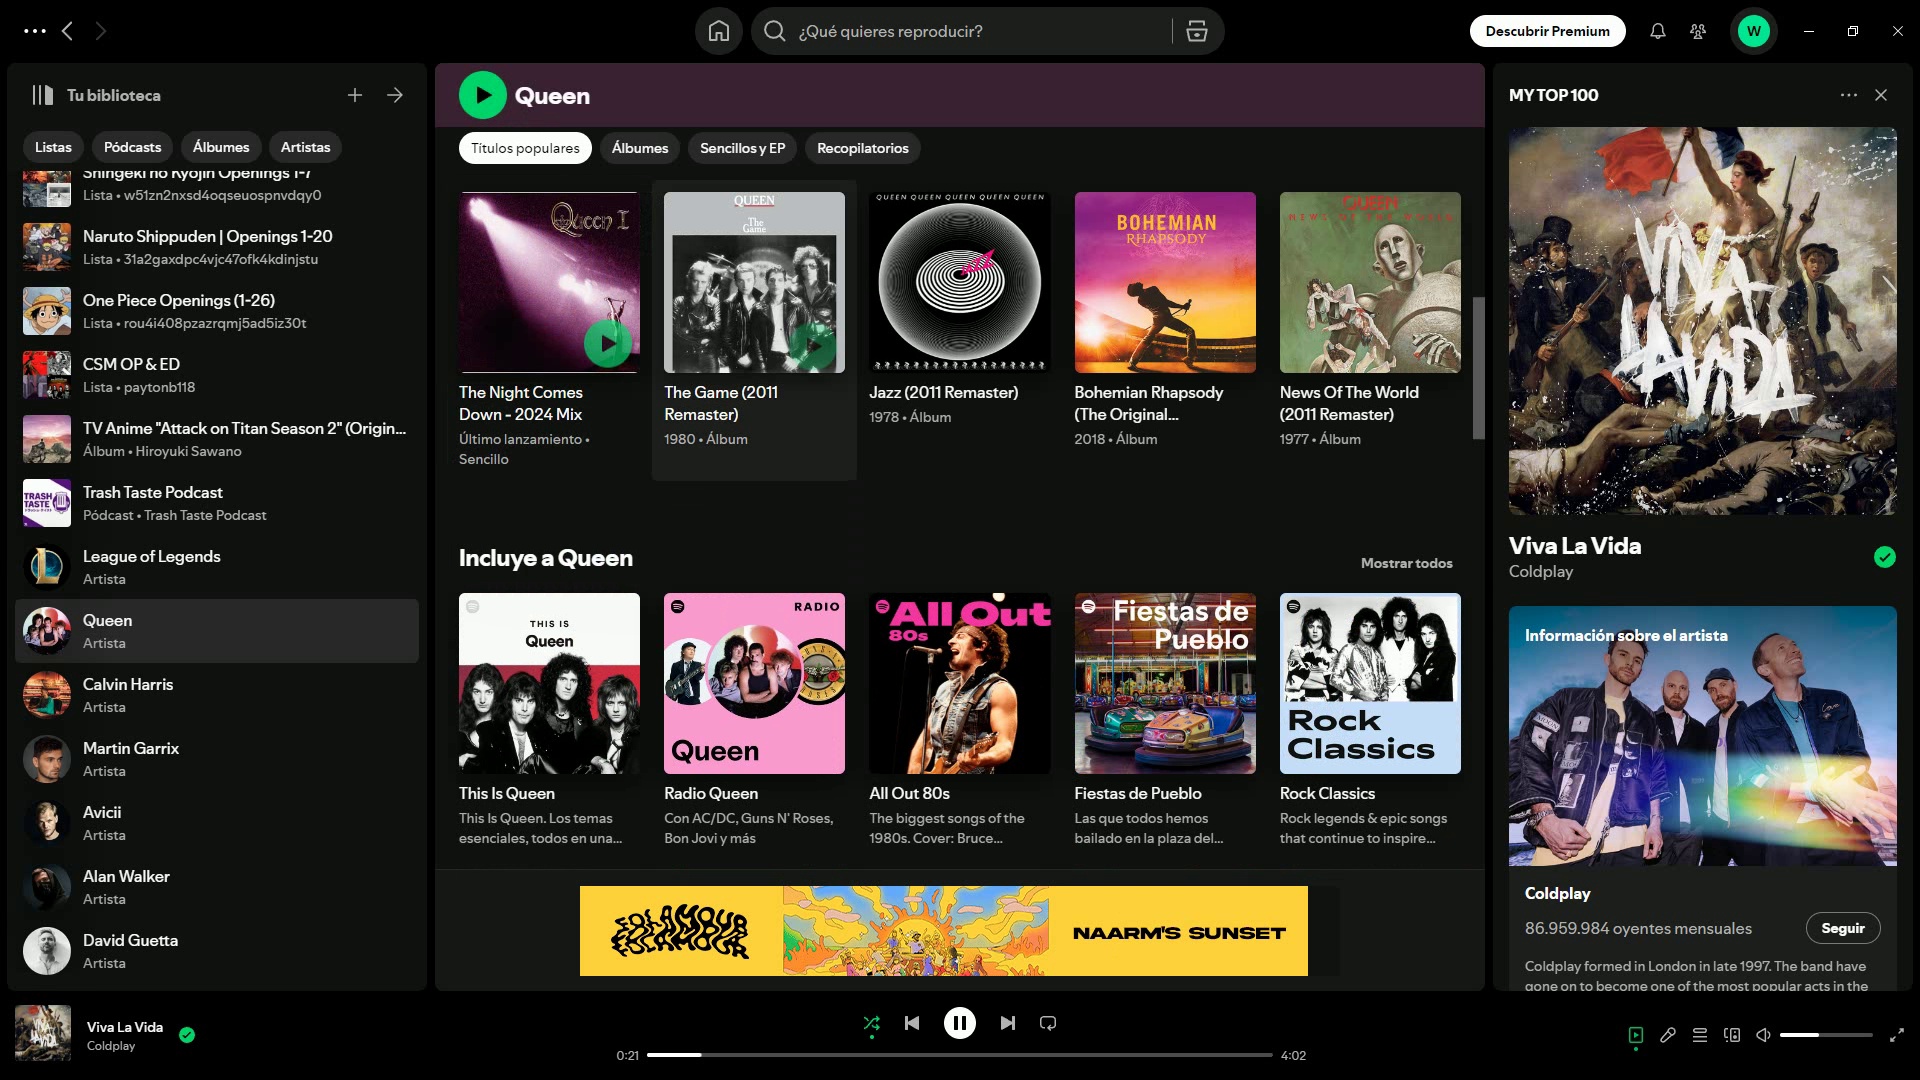 ¿Qué quieres reproducir?
Descubrir Premium
W
Tu biblioteca
Listas
Pódcasts
Álbumes
Artistas
Shingeki no Kyojin Openings 1-7
Lista • w51zn2nxsd4oqseuospnvdqy0
Naruto Shippuden | Openings 1-20
Lista • 31a2gaxdpc4vjc47ofk4kdinjstu
One Piece Openings (1-26)
Lista • rou4i408pzazrqmj5ad5iz30t
CSM OP & ED
Lista • paytonb118
TV Anime "Attack on Titan Season 2" (Origin...
Álbum • Hiroyuki Sawano
TRASH TASTE
Trash Taste Podcast
Pódcast • Trash Taste Podcast
League of Legends
Artista
Queen
Artista
Calvin Harris
Artista
Martin Garrix
Artista
Avicii
Artista
Alan Walker
Artista
David Guetta
Artista
Queen
Títulos populares
Álbumes
Sencillos y EP
Recopilatorios
Queen I
QUEEN
The Game
QUEEN QUEEN QUEEN QUEEN QUEEN QUEEN
BOHEMIAN
RHAPSODY
QUEEN
NEWS OF THE WORLD
The Night Comes
Down - 2024 Mix
Último lanzamiento •
Sencillo
The Game (2011
Remaster)
1980 • Álbum
Jazz (2011 Remaster)
1978 • Álbum
Bohemian Rhapsody
(The Original...
2018 • Álbum
News Of The World
(2011 Remaster)
1977 • Álbum
Incluye a Queen
Mostrar todos
THIS IS
Queen
RADIO
Queen
All Out
80s
Fiestas de
Pueblo
Rock
Classics
This Is Queen
This Is Queen. Los temas
esenciales, todos en una...
Radio Queen
Con AC/DC, Guns N' Roses,
Bon Jovi y más
All Out 80s
The biggest songs of the
1980s. Cover: Bruce...
Fiestas de Pueblo
Las que todos hemos
bailado en la plaza del...
Rock Classics
Rock legends & epic songs
that continue to inspire...
FOLAMOUR
FOLAMOUR
NAARM'S SUNSET
MY TOP 100
VIVA
LA VIDA
Viva La Vida
Coldplay
Información sobre el artista
Coldplay
86.959.984 oyentes mensuales
Seguir
Coldplay formed in London in late 1997. The band have
gone on to become one of the most popular acts in the
Viva La Vida
Coldplay
0:21
4:02